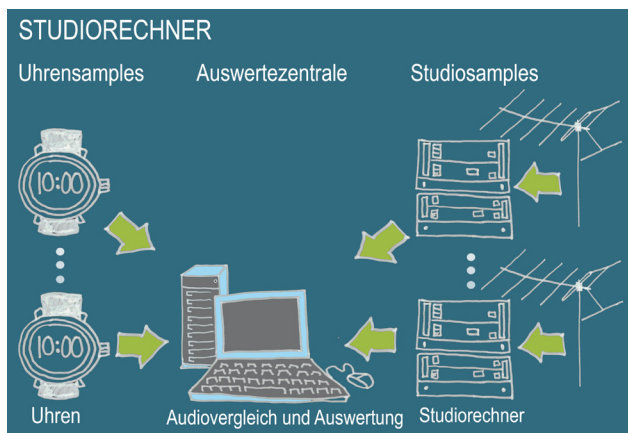 STUDIORECHNER
Uhrensamples
Auswertezentrale
Studiosamples
10:00
10:00
Uhren
Audiovergleich und Auswertung
Studiorechner